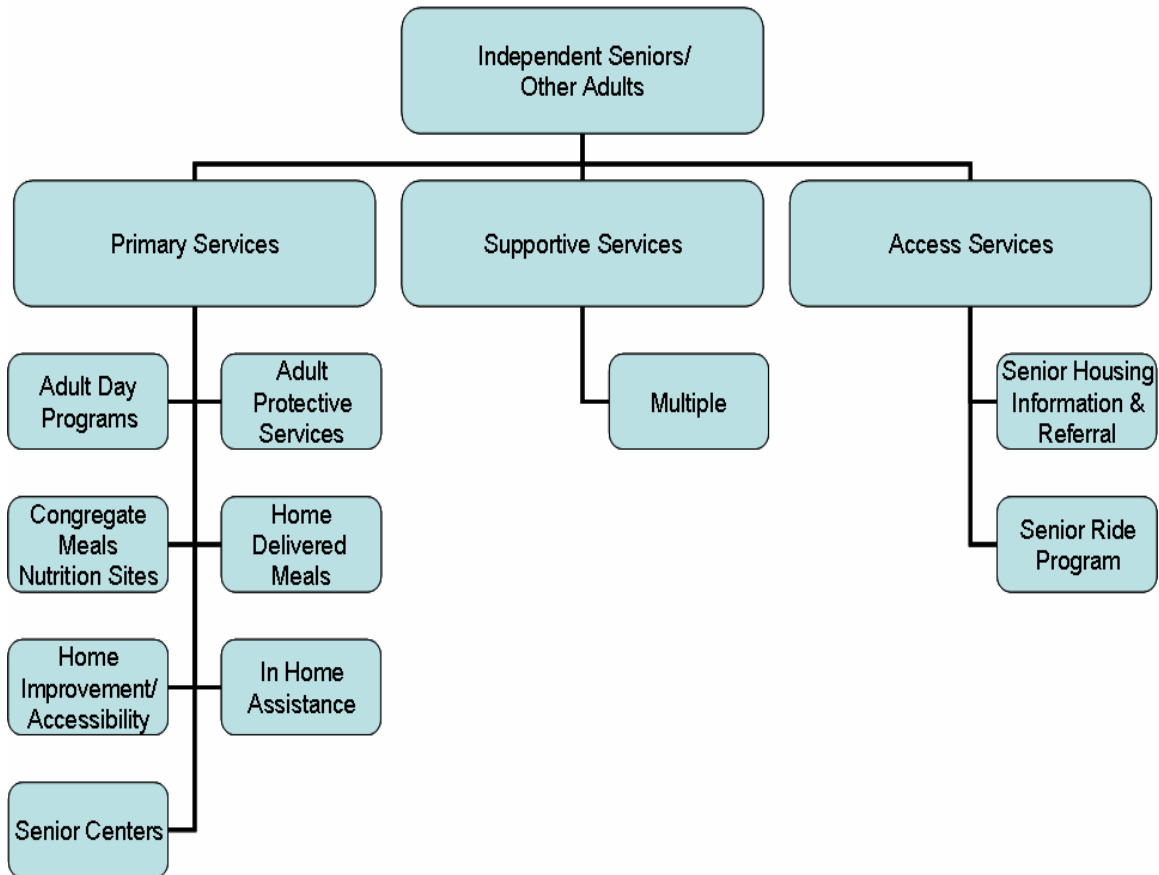 Independent Seniors/
Other Adults
Primary Services
Supportive Services
Access Services
Adult Day
Programs
Adult
Protective
Services
Multiple
Senior Housing
Information &
Referral
Congregate
Meals
Nutrition Sites
Home
Delivered
Meals
Senior Ride
Program
Home
Improvement/
Accessibility
In Home
Assistance
Senior Centers